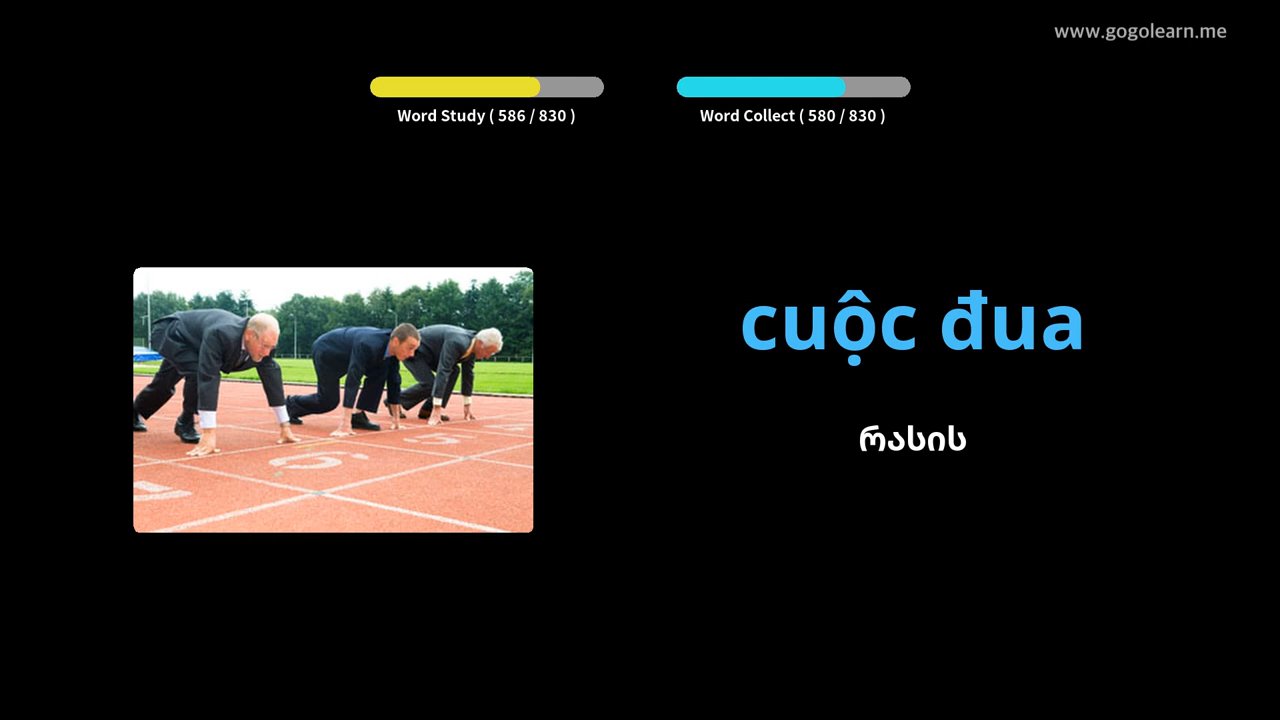 www.gogolearn.me
Word Study ( 586 / 830 )
Word Collect ( 580 / 830 )
cuộc đua
რასის